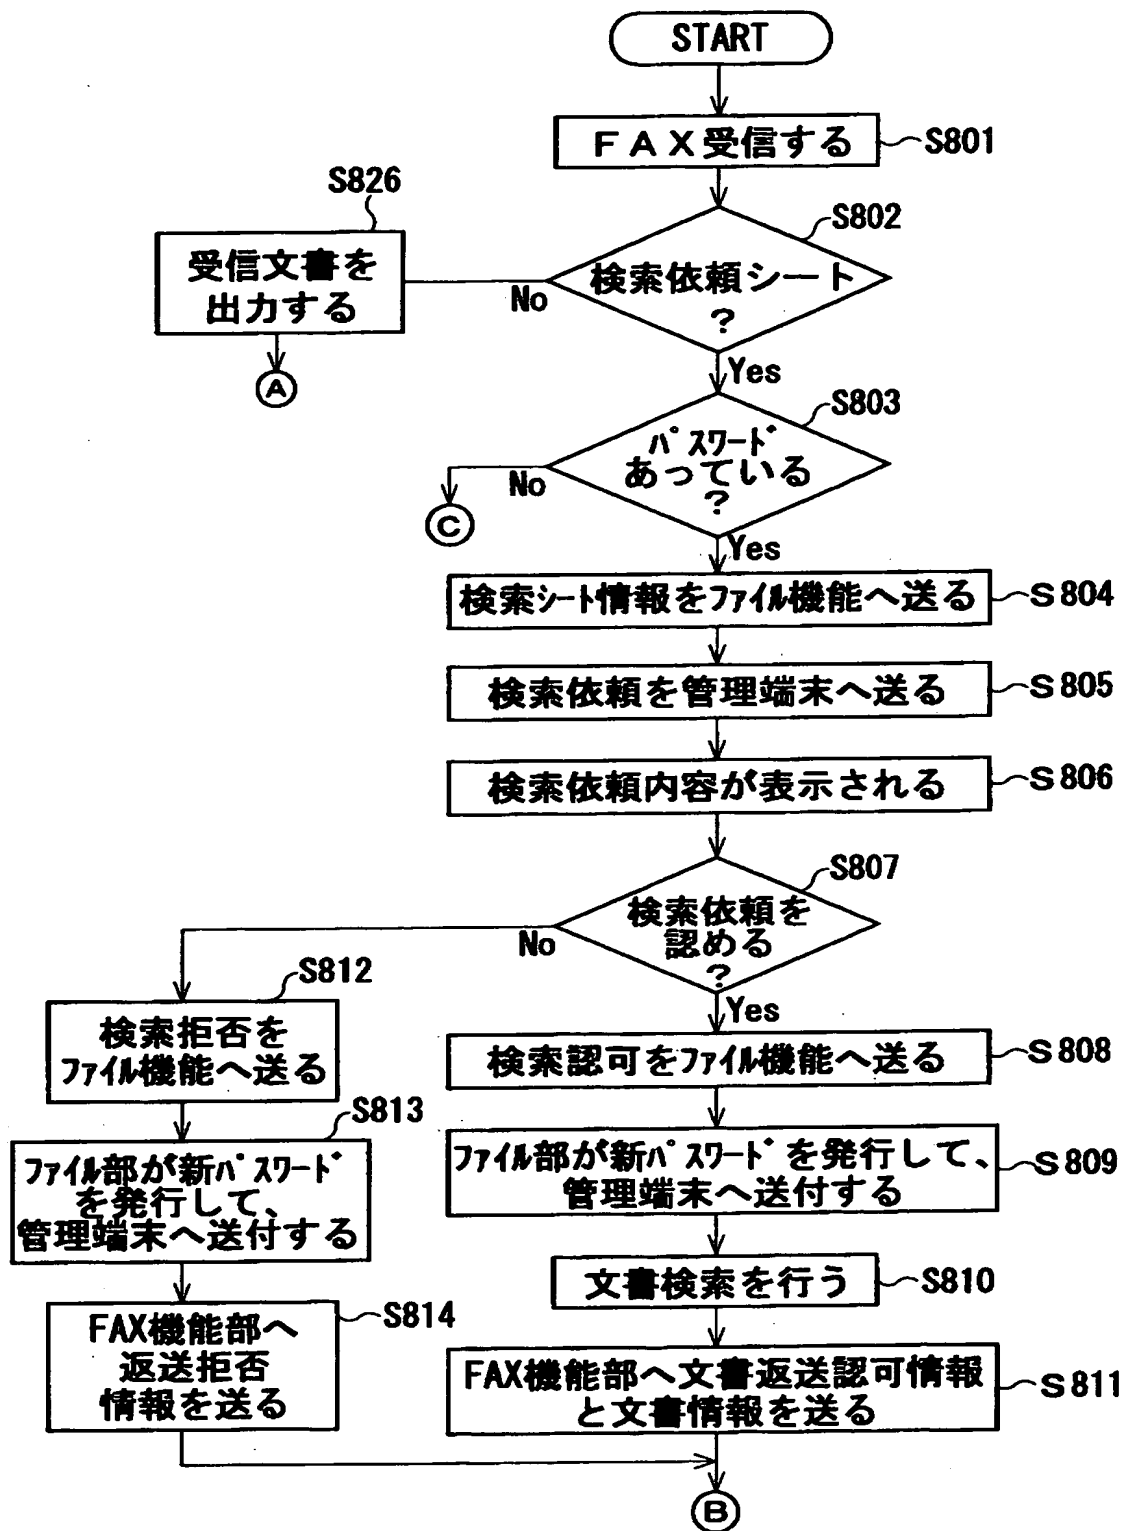 START
FAX受信する
S801
S826
S802
受信文書を
出力する
検索依頼シート
?
No
Yes
A
S803
パスワード
あっている
?
No
C
Yes
検索シート情報をファイル機能へ送る
S804
検索依頼を管理端末へ送る
S805
検索依頼内容が表示される
S806
S807
検索依頼を
認める
?
No
Yes
S812
検索拒否を
ファイル機能へ送る
検索認可をファイル機能へ送る
S808
S813
ファイル部が新パスワード
を発行して、
管理端末へ送付する
ファイル部が新パスワードを発行して、
管理端末へ送付する
S809
文書検索を行う
S810
FAX機能部へ
返送拒否
情報を送る
S814
FAX機能部へ文書返送認可情報
と文書情報を送る
S811
B